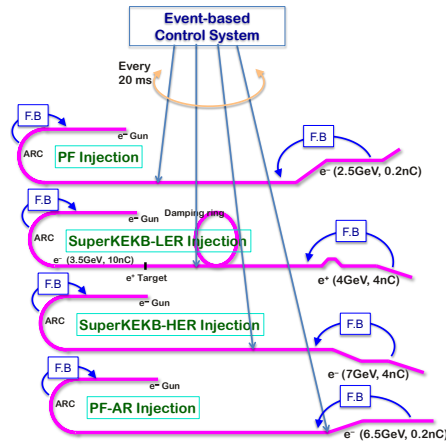 Event-based
Control System
Every
20 ms
F.B
e⁻ Gun
ARC
PF Injection
F.B
e⁻ (2.5GeV, 0.2nC)
F.B
Damping ring
e⁻ Gun
ARC
SuperKEKB-LER Injection
F.B
e⁻ (3.5GeV, 10nC)
e⁺ Target
e⁺ (4GeV, 4nC)
F.B
e⁻ Gun
ARC
SuperKEKB-HER Injection
F.B
e⁻ (7GeV, 4nC)
F.B
e⁻ Gun
ARC
PF-AR Injection
F.B
e⁻ (6.5GeV, 0.2nC)